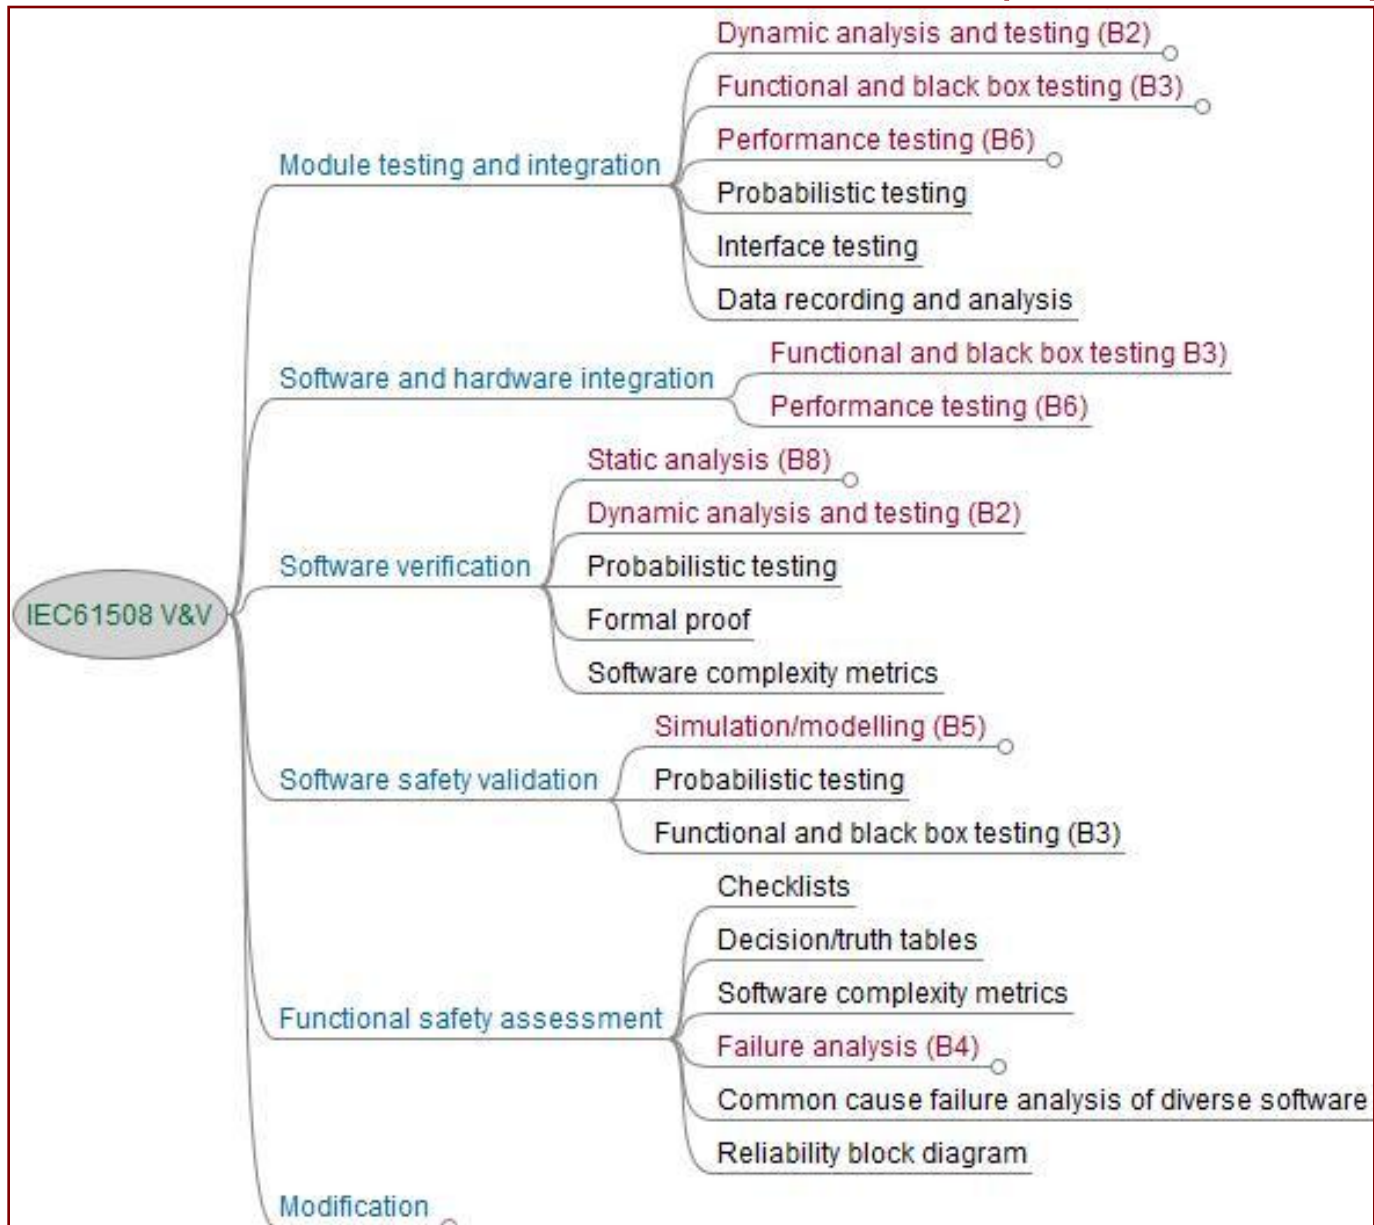 Dynamic analysis and testing (B2)
Functional and black box testing (B3)
Performance testing (B6)
Module testing and integration
Probabilistic testing
Interface testing
Data recording and analysis
Functional and black box testing B3)
Software and hardware integration
Performance testing (B6)
Static analysis (B8)
Dynamic analysis and testing (B2)
Software verification
Probabilistic testing
IEC61508 V&V
Formal proof
Software complexity metrics
Simulation/modelling (B5)
Software safety validation
Probabilistic testing
Functional and black box testing (B3)
Checklists
Decision/truth tables
Software complexity metrics
Functional safety assessment
Failure analysis (B4)
Common cause failure analysis of diverse software
Reliability block diagram
Modification